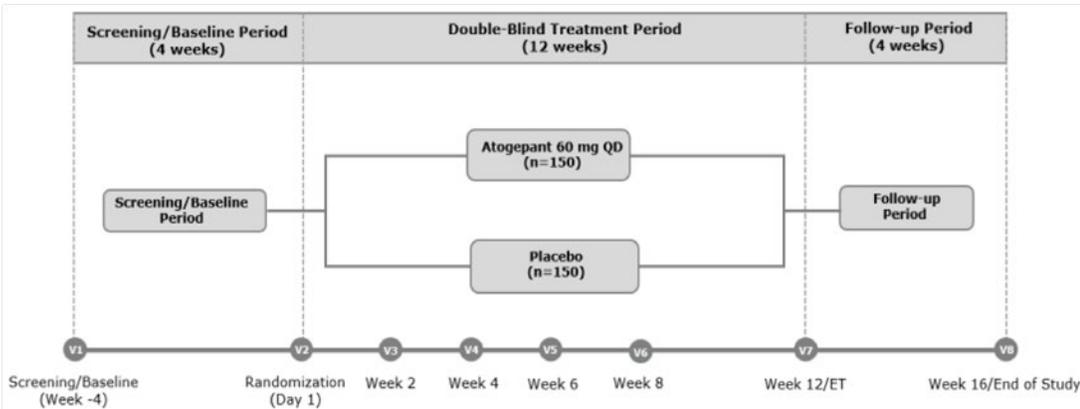 Screening/Baseline Period
(4 weeks)
Double-Blind Treatment Period
(12 weeks)
Follow-up Period
(4 weeks)
Atogepant 60 mg QD
(n=150)
Screening/Baseline
Period
Follow-up
Period
Placebo
(n=150)
V1
V2
V3
V4
V5
V6
V7
V8
Screening/Baseline
(Week -4)
Randomization
(Day 1)
Week 2
Week 4
Week 6
Week 8
Week 12/ET
Week 16/End of Study